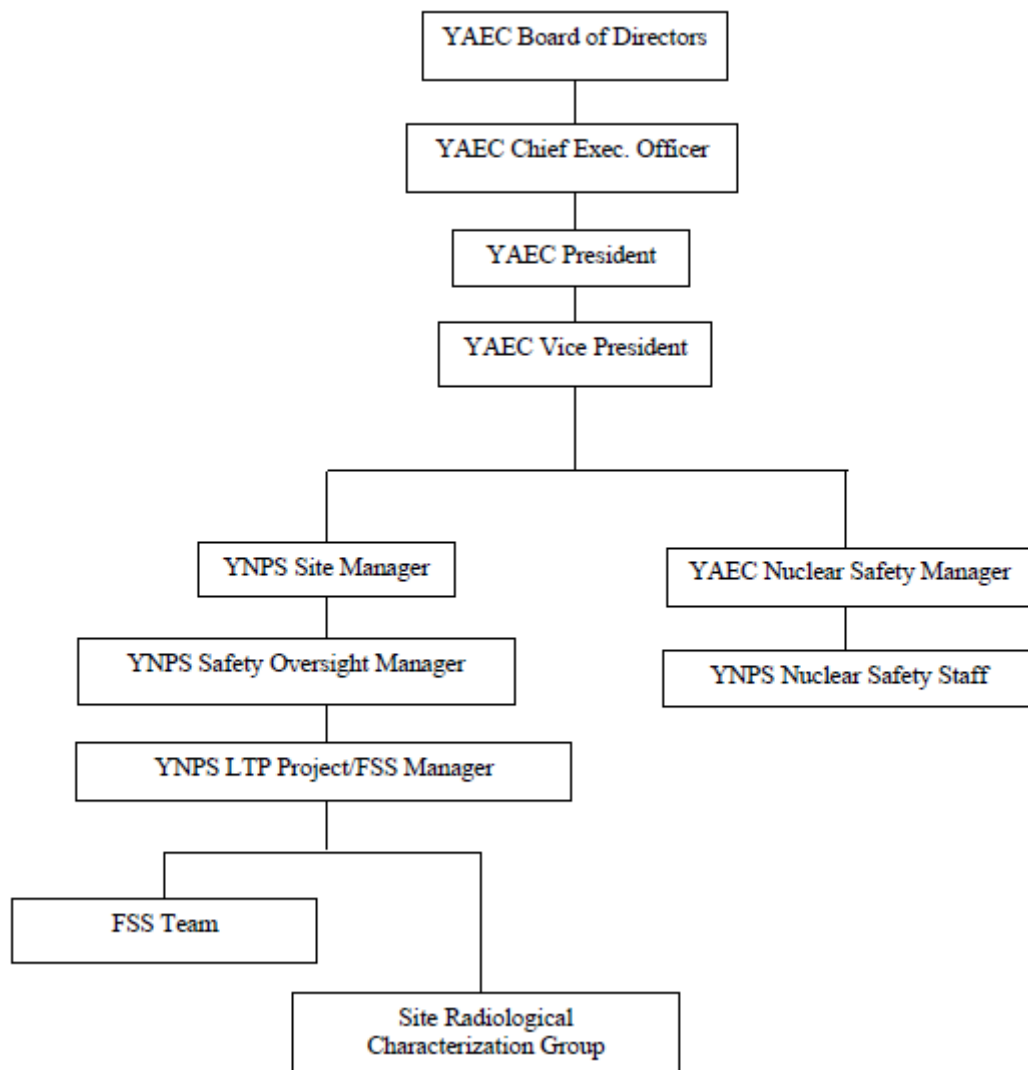 YAEC Board of Directors
YAEC Chief Exec. Officer
YAEC President
YAEC Vice President
YNPS Site Manager
YAEC Nuclear Safety Manager
YNPS Safety Oversight Manager
YNPS Nuclear Safety Staff
YNPS LTP Project/FSS Manager
FSS Team
Site Radiological
Characterization Group